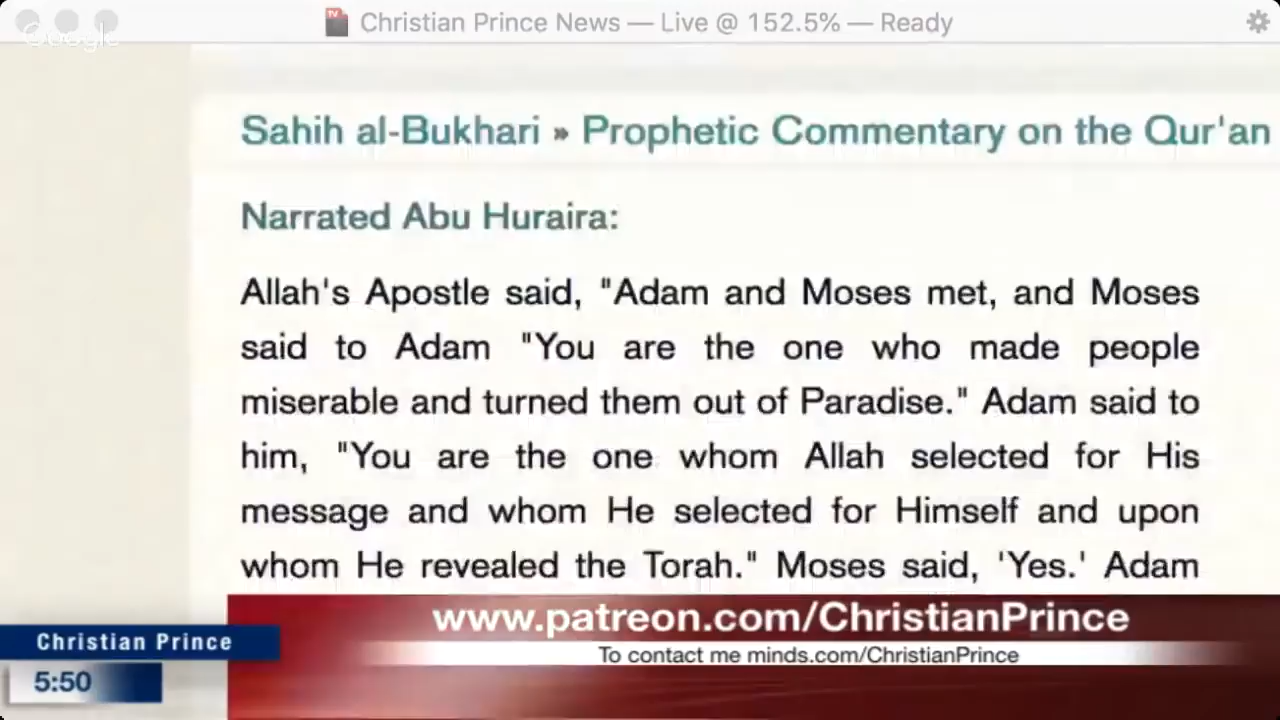 Christian Prince News — Live @ 152.5% — Ready
Google
Sahih al-Bukhari » Prophetic Commentary on the Qur'an
Narrated Abu Huraira:
Allah's Apostle said, "Adam and Moses met, and Moses
said to Adam "You are the one who made people
miserable and turned them out of Paradise." Adam said to
him, "You are the one whom Allah selected for His
message and whom He selected for Himself and upon
whom He revealed the Torah." Moses said, 'Yes.' Adam
www.patreon.com/ChristianPrince
Christian Prince
To contact me minds.com/ChristianPrince
5:50